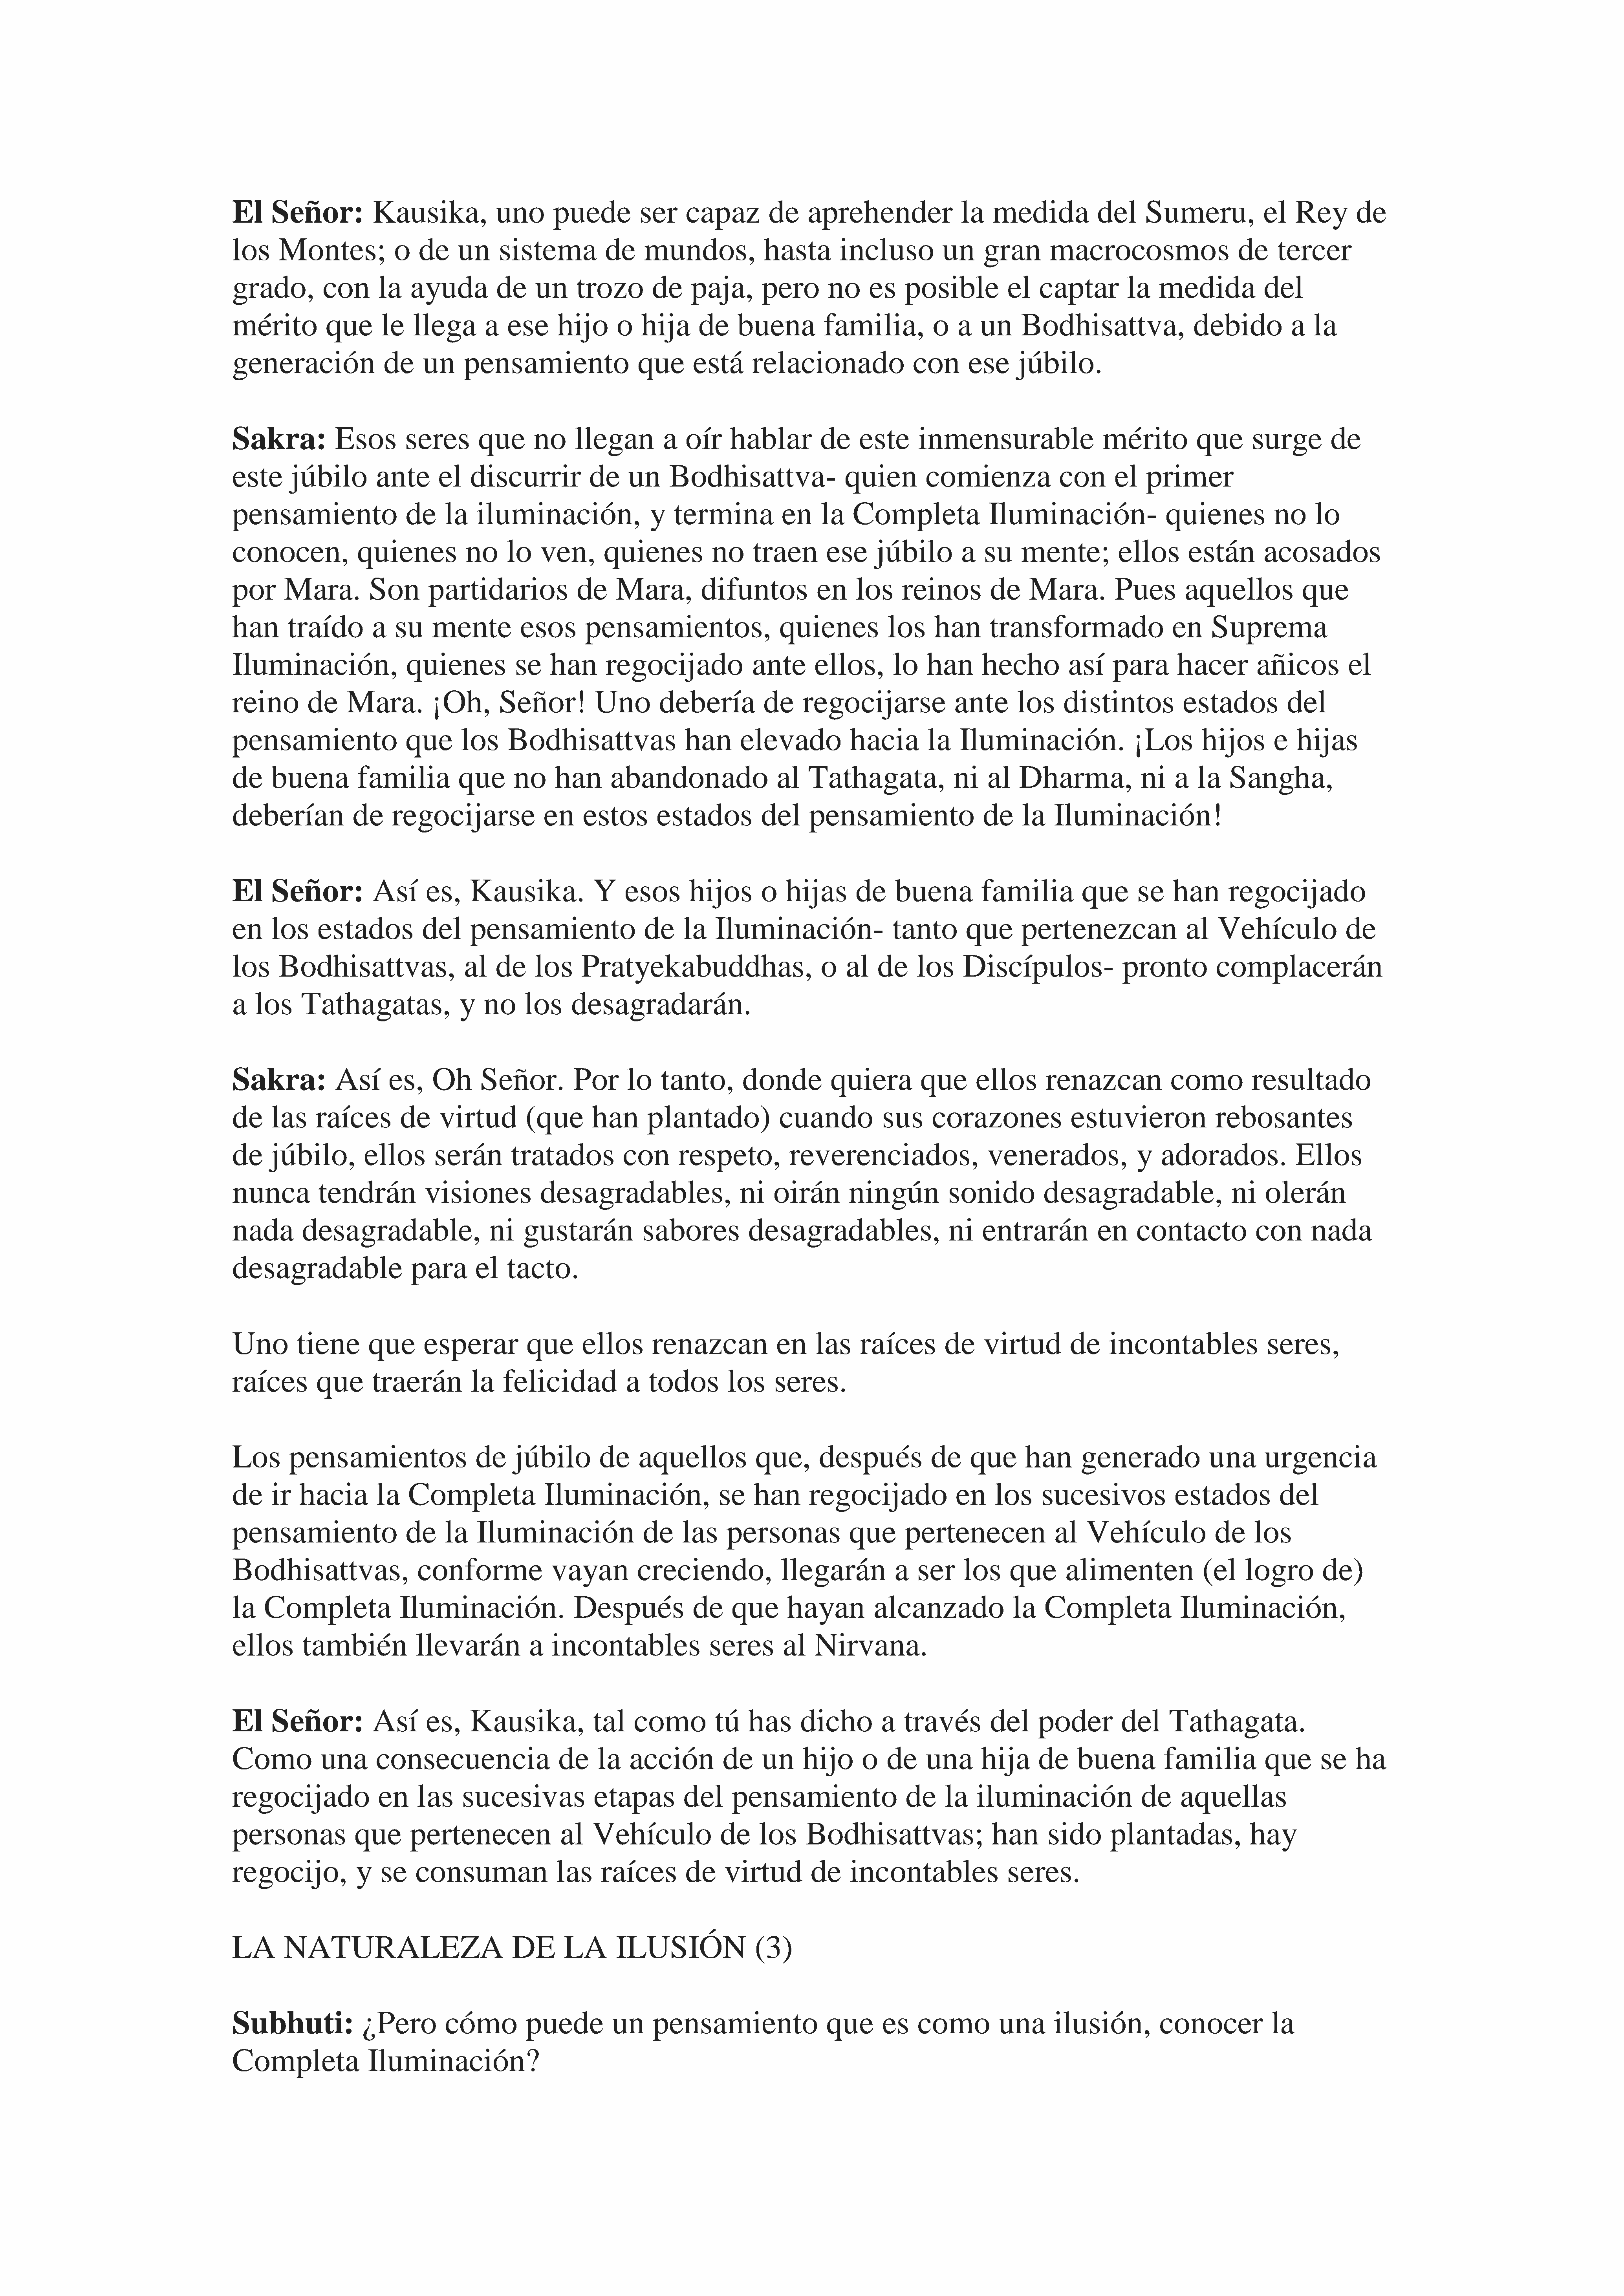 El Señor: Kausika, uno puede ser capaz de aprehender la medida del Sumeru, el Rey de
los Montes; o de un sistema de mundos, hasta incluso un gran macrocosmos de tercer
grado, con la ayuda de un trozo de paja, pero no es posible el captar la medida del
mérito que le llega a ese hijo o hija de buena familia, o a un Bodhisattva, debido a la
generación de un pensamiento que está relacionado con ese júbilo.
Sakra: Esos seres que no llegan a oír hablar de este inmensurable mérito que surge de
este júbilo ante el discurrir de un Bodhisattva- quien comienza con el primer
pensamiento de la iluminación, y termina en la Completa Iluminación- quienes no lo
conocen, quienes no lo ven, quienes no traen ese júbilo a su mente; ellos están acosados
por Mara. Son partidarios de Mara, difuntos en los reinos de Mara. Pues aquellos que
han traído a su mente esos pensamientos, quienes los han transformado en Suprema
Iluminación, quienes se han regocijado ante ellos, lo han hecho así para hacer añicos el
reino de Mara. ¡Oh, Señor! Uno debería de regocijarse ante los distintos estados del
pensamiento que los Bodhisattvas han elevado hacia la Iluminación. ¡Los hijos e hijas
de buena familia que no han abandonado al Tathagata, ni al Dharma, ni a la Sangha,
deberían de regocijarse en estos estados del pensamiento de la Iluminación!
El Señor: Así es, Kausika. Y esos hijos o hijas de buena familia que se han regocijado
en los estados del pensamiento de la Iluminación- tanto que pertenezcan al Vehículo de
los Bodhisattvas, al de los Pratyekabuddhas, o al de los Discípulos- pronto complacerán
a los Tathagatas, y no los desagradarán.
Sakra: Así es, Oh Señor. Por lo tanto, donde quiera que ellos renazcan como resultado
de las raíces de virtud (que han plantado) cuando sus corazones estuvieron rebosantes
de júbilo, ellos serán tratados con respeto, reverenciados, venerados, y adorados. Ellos
nunca tendrán visiones desagradables, ni oirán ningún sonido desagradable, ni olerán
nada desagradable, ni gustarán sabores desagradables, ni entrarán en contacto con nada
desagradable para el tacto.
Uno tiene que esperar que ellos renazcan en las raíces de virtud de incontables seres,
raíces que traerán la felicidad a todos los seres.
Los pensamientos de júbilo de aquellos que, después de que han generado una urgencia
de ir hacia la Completa Iluminación, se han regocijado en los sucesivos estados del
pensamiento de la Iluminación de las personas que pertenecen al Vehículo de los
Bodhisattvas, conforme vayan creciendo, llegarán a ser los que alimenten (el logro de)
la Completa Iluminación. Después de que hayan alcanzado la Completa Iluminación,
ellos también llevarán a incontables seres al Nirvana.
El Señor: Así es, Kausika, tal como tú has dicho a través del poder del Tathagata.
Como una consecuencia de la acción de un hijo o de una hija de buena familia que se ha
regocijado en las sucesivas etapas del pensamiento de la iluminación de aquellas
personas que pertenecen al Vehículo de los Bodhisattvas; han sido plantadas, hay
regocijo, y se consuman las raíces de virtud de incontables seres.
LA NATURALEZA DE LA ILUSIÓN (3)
Subhuti: ¿Pero cómo puede un pensamiento que es como una ilusión, conocer la
Completa Iluminación?